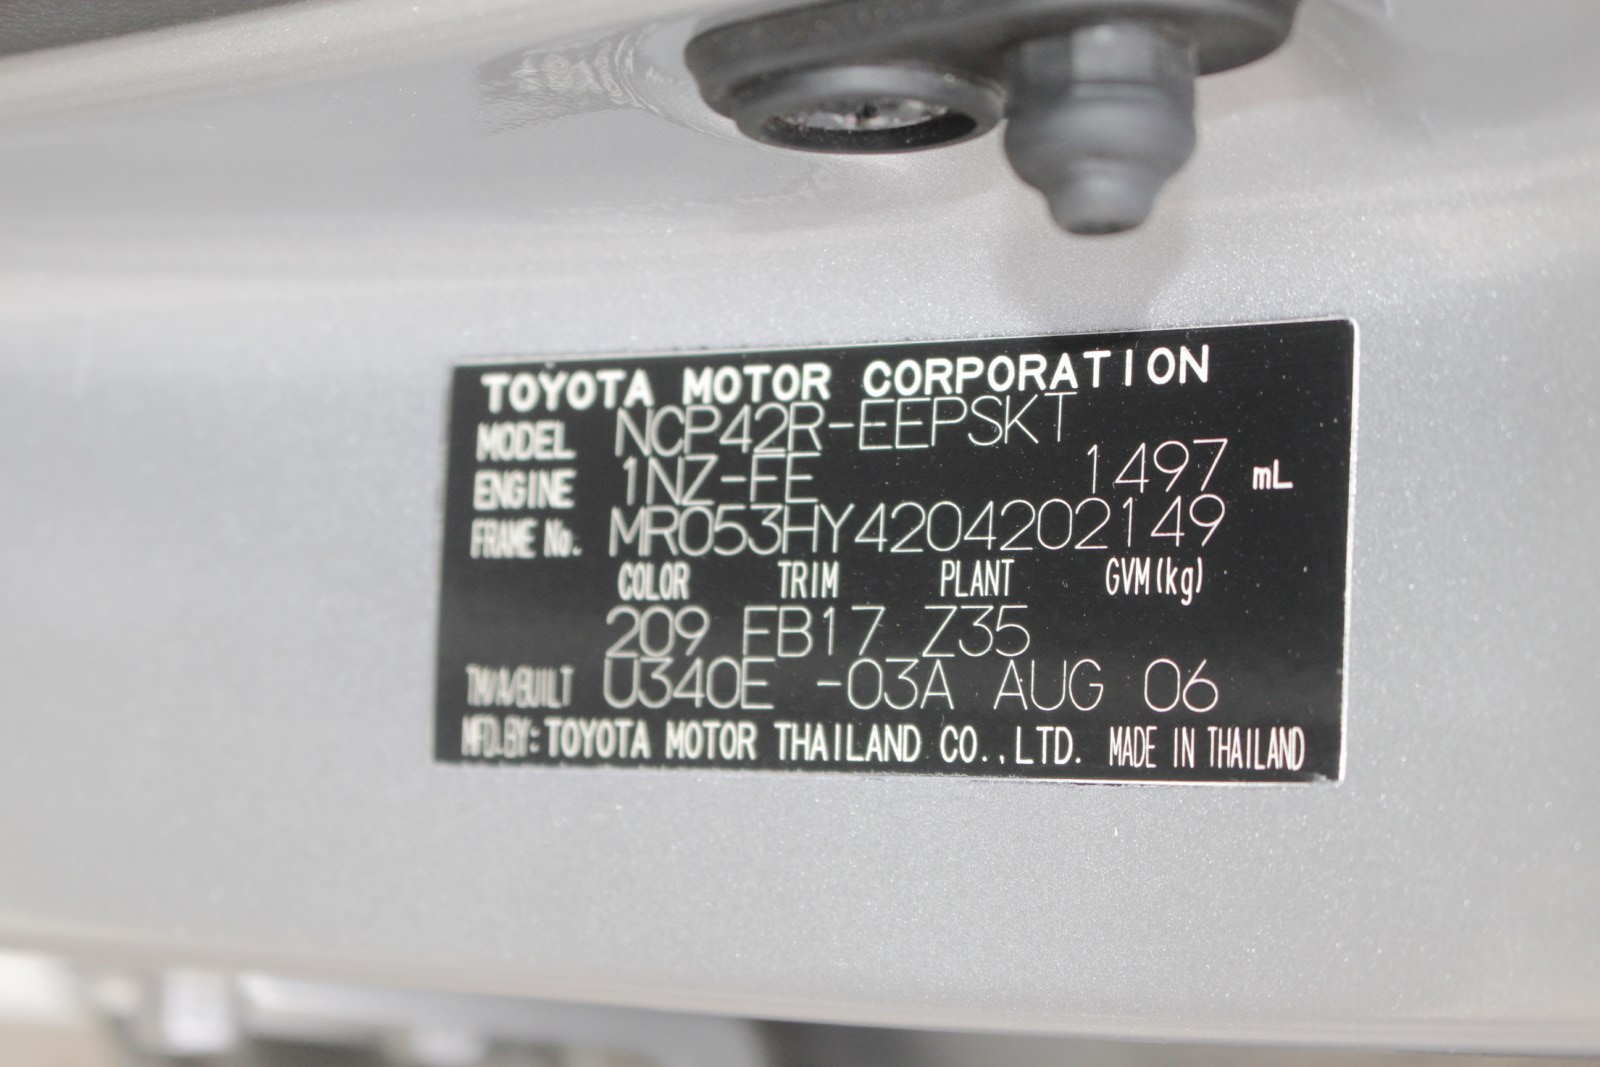 TOYOTA MOTOR CORPORATION
MODEL NCP42R-EEPSKT
ENGINE 1NZ-FE 1497 mL
FRAME No. MR053HY4204202149
COLOR TRIM PLANT GVM(kg)
209 FB17 Z35
TM/A/BUILT U340E -03A AUG 06
MFD.BY: TOYOTA MOTOR THAILAND CO.,LTD. MADE IN THAILAND